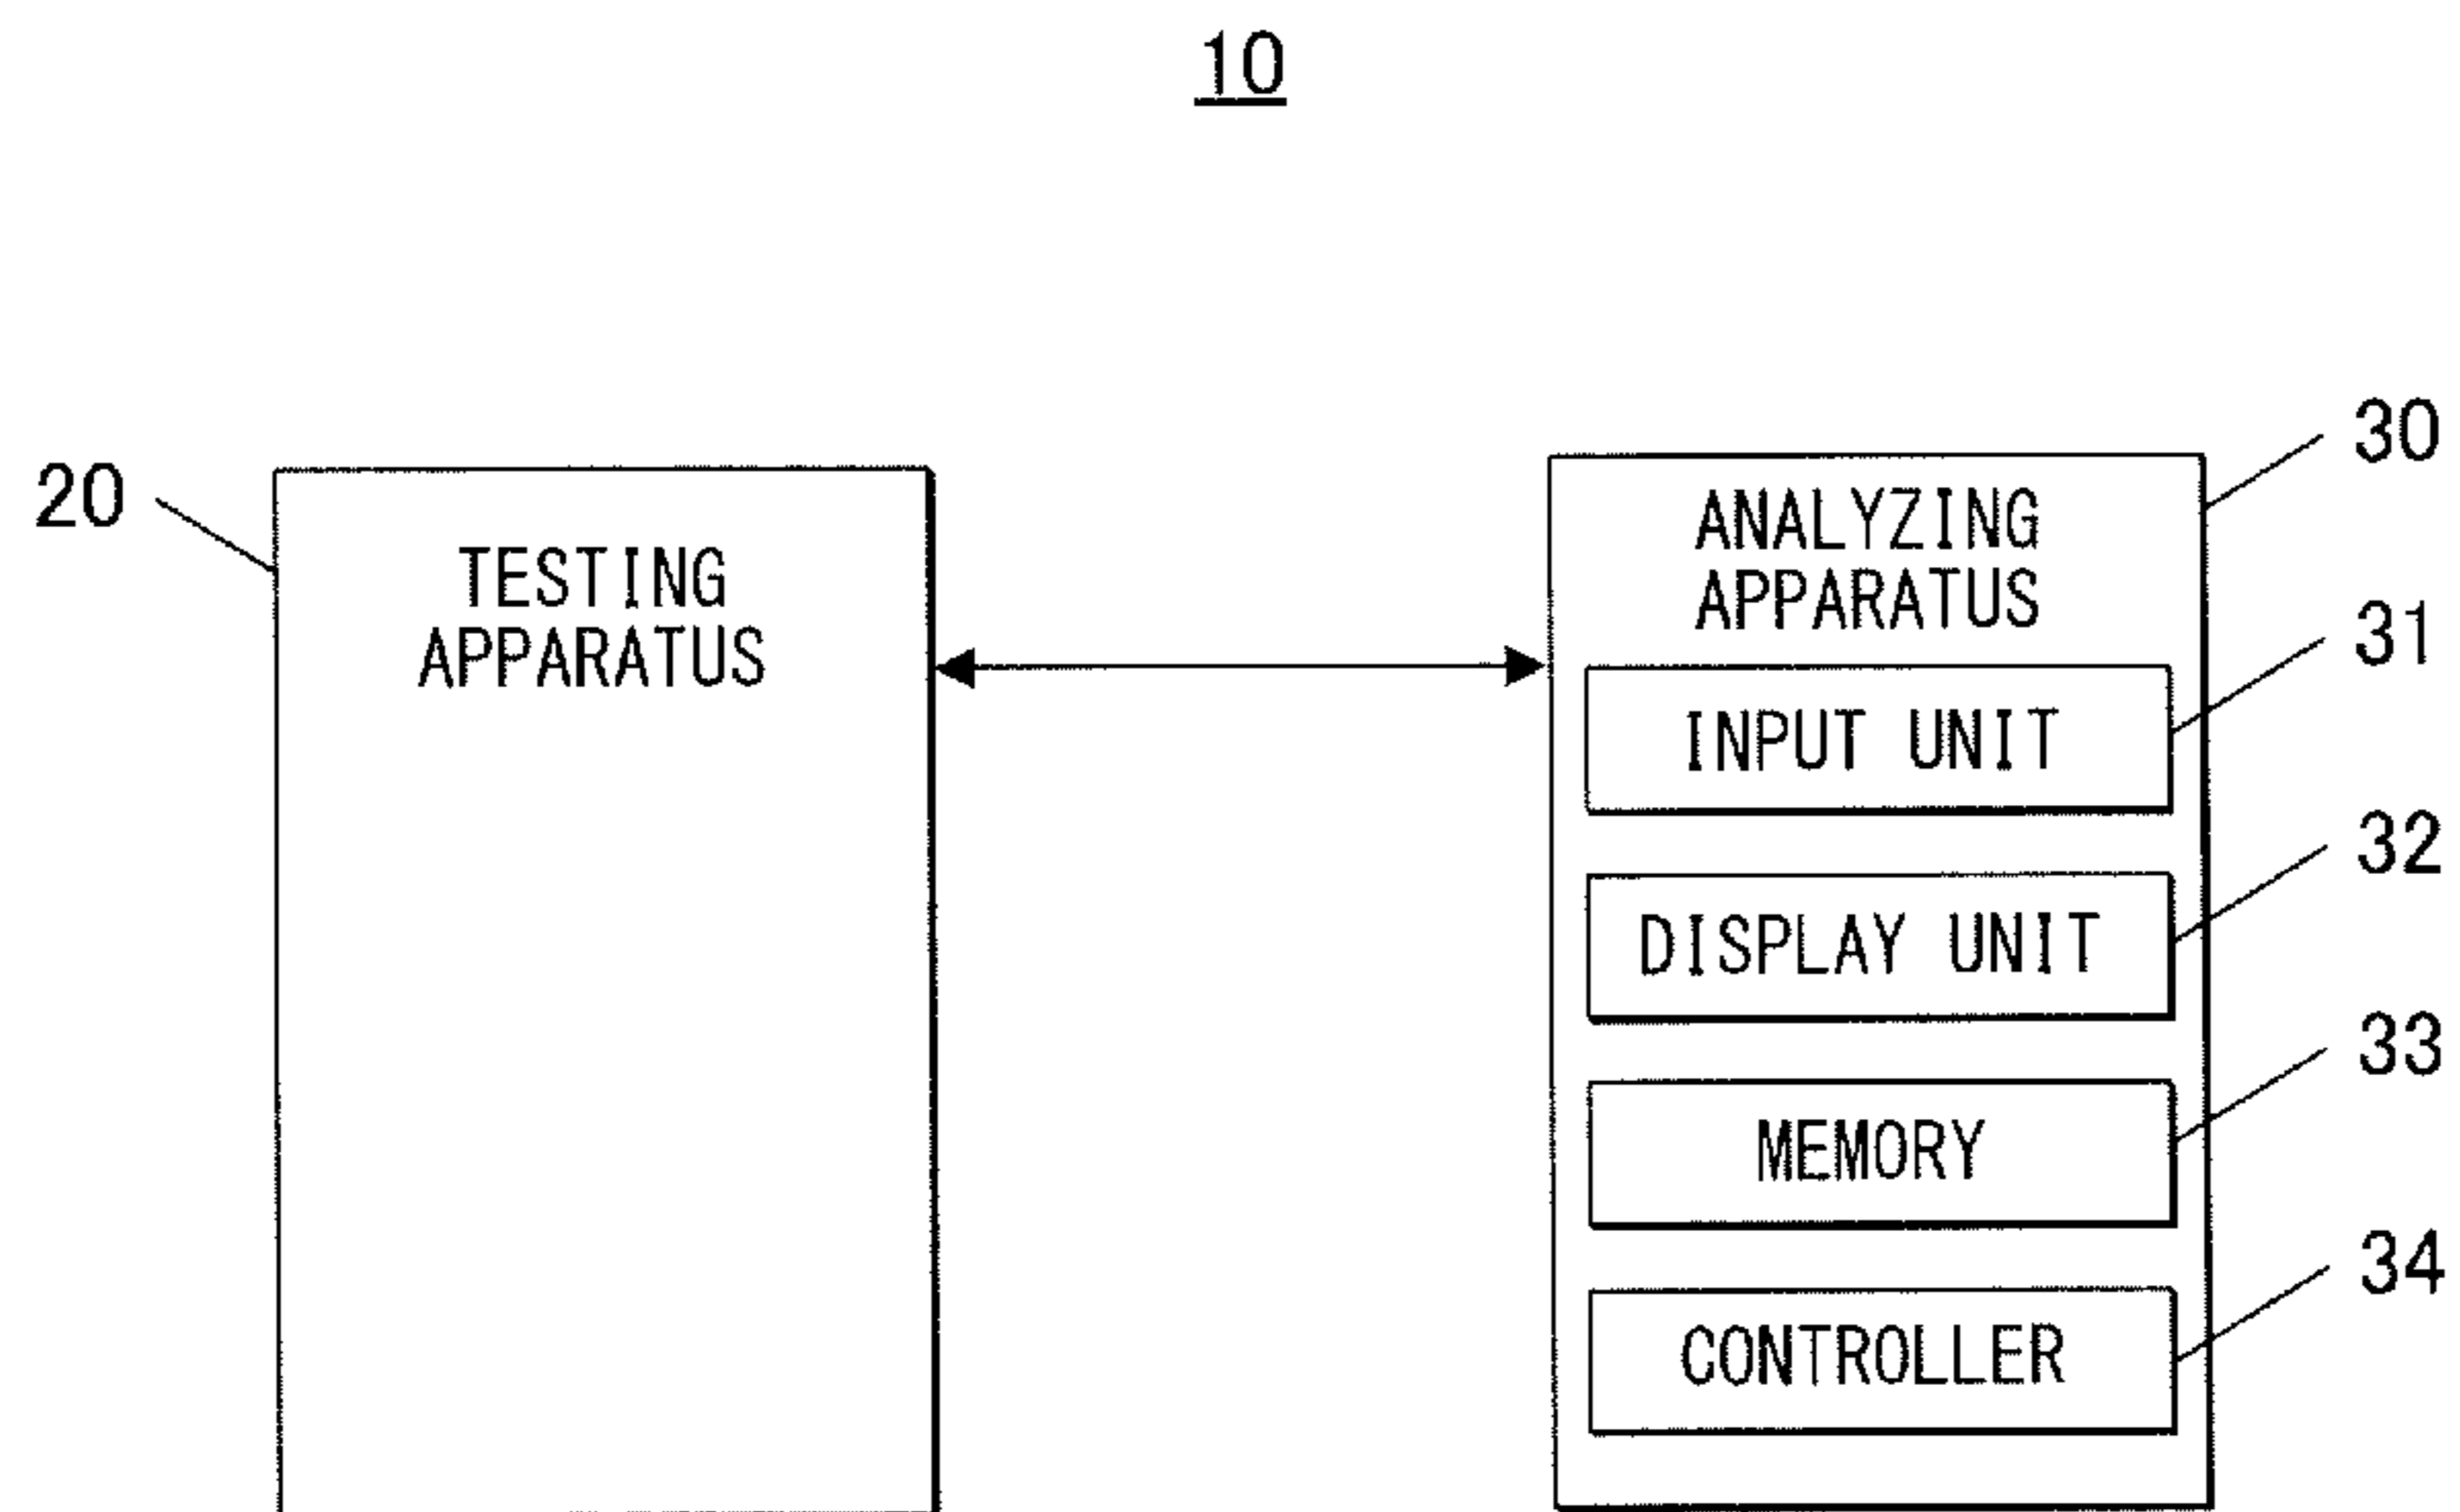 10
20
TESTING
APPARATUS
30
ANALYZING
APPARATUS
31
INPUT UNIT
32
DISPLAY UNIT
33
MEMORY
34
CONTROLLER